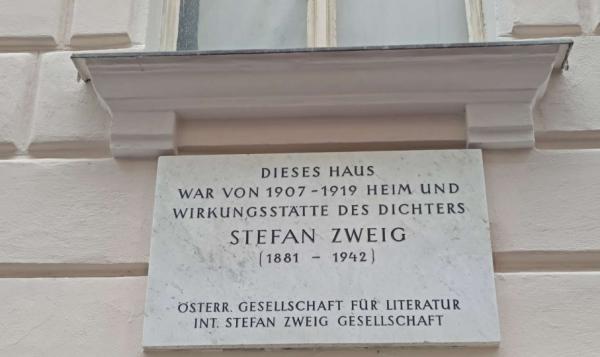 DIESES HAUS
WAR VON 1907 - 1919 HEIM UND
WIRKUNGSSTÄTTE DES DICHTERS
STEFAN ZWEIG
(1881 - 1942)
ÖSTERR. GESELLSCHAFT FÜR LITERATUR
INT. STEFAN ZWEIG GESELLSCHAFT